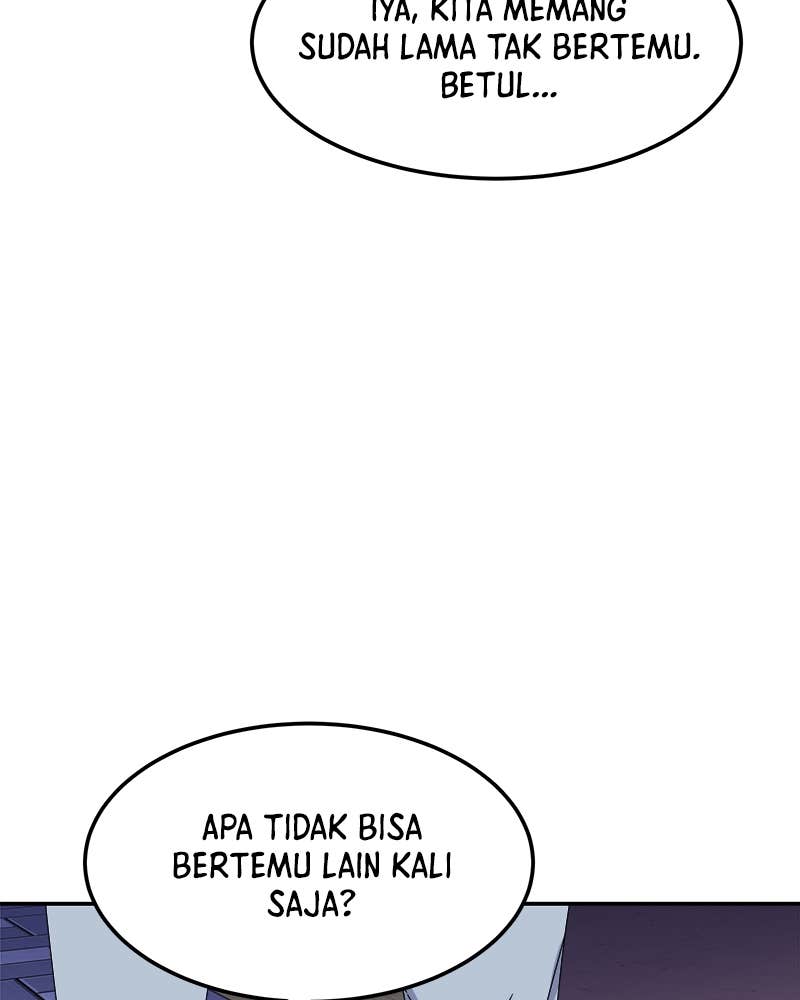 IYA, KITA MEMANG
SUDAH LAMA TAK BERTEMU.
BETUL...
APA TIDAK BISA
BERTEMU LAIN KALI
SAJA?